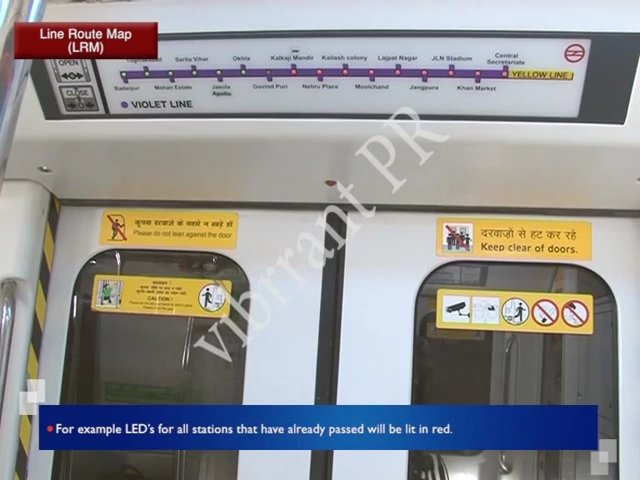 Line Route Map
(LRM)
OPEN
CLOSE
Tughlakabad Sarita Vihar Okhla Kalkaji Mandir Kailash colony Lajpat Nagar JLN Stadium Central Secretariate
Badarpur Mohan Estate Jasola Apollo Govind Puri Nehru Place Moolchand Jangpura Khan Market
YELLOW LINE
VIOLET LINE
कृपया दरवाजे के सहारे न खड़े हों
Please do not lean against the door
दरवाज़ों से हट कर रहें
Keep clear of doors.
CAUTION !
vibrrant PR
For example LED's for all stations that have already passed will be lit in red.